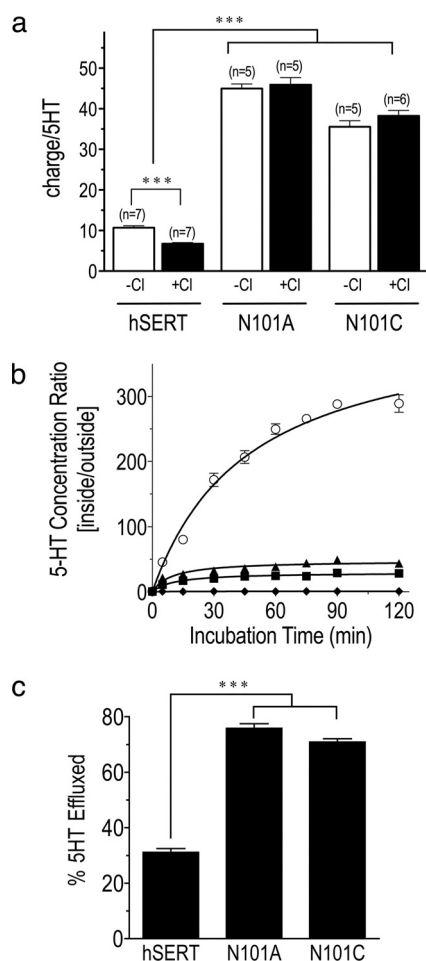 a
***
charge/5HT
50
40
30
20
10
0
***
(n=7)
(n=7)
(n=5)
(n=5)
(n=5)
(n=6)
-Cl
+Cl
-Cl
+Cl
-Cl
+Cl
hSERT
N101A
N101C
b
5-HT Concentration Ratio
[inside/outside]
300
200
100
0
0
30
60
90
120
Incubation Time (min)
c
***
% 5HT Effluxed
80
60
40
20
0
hSERT
N101A
N101C